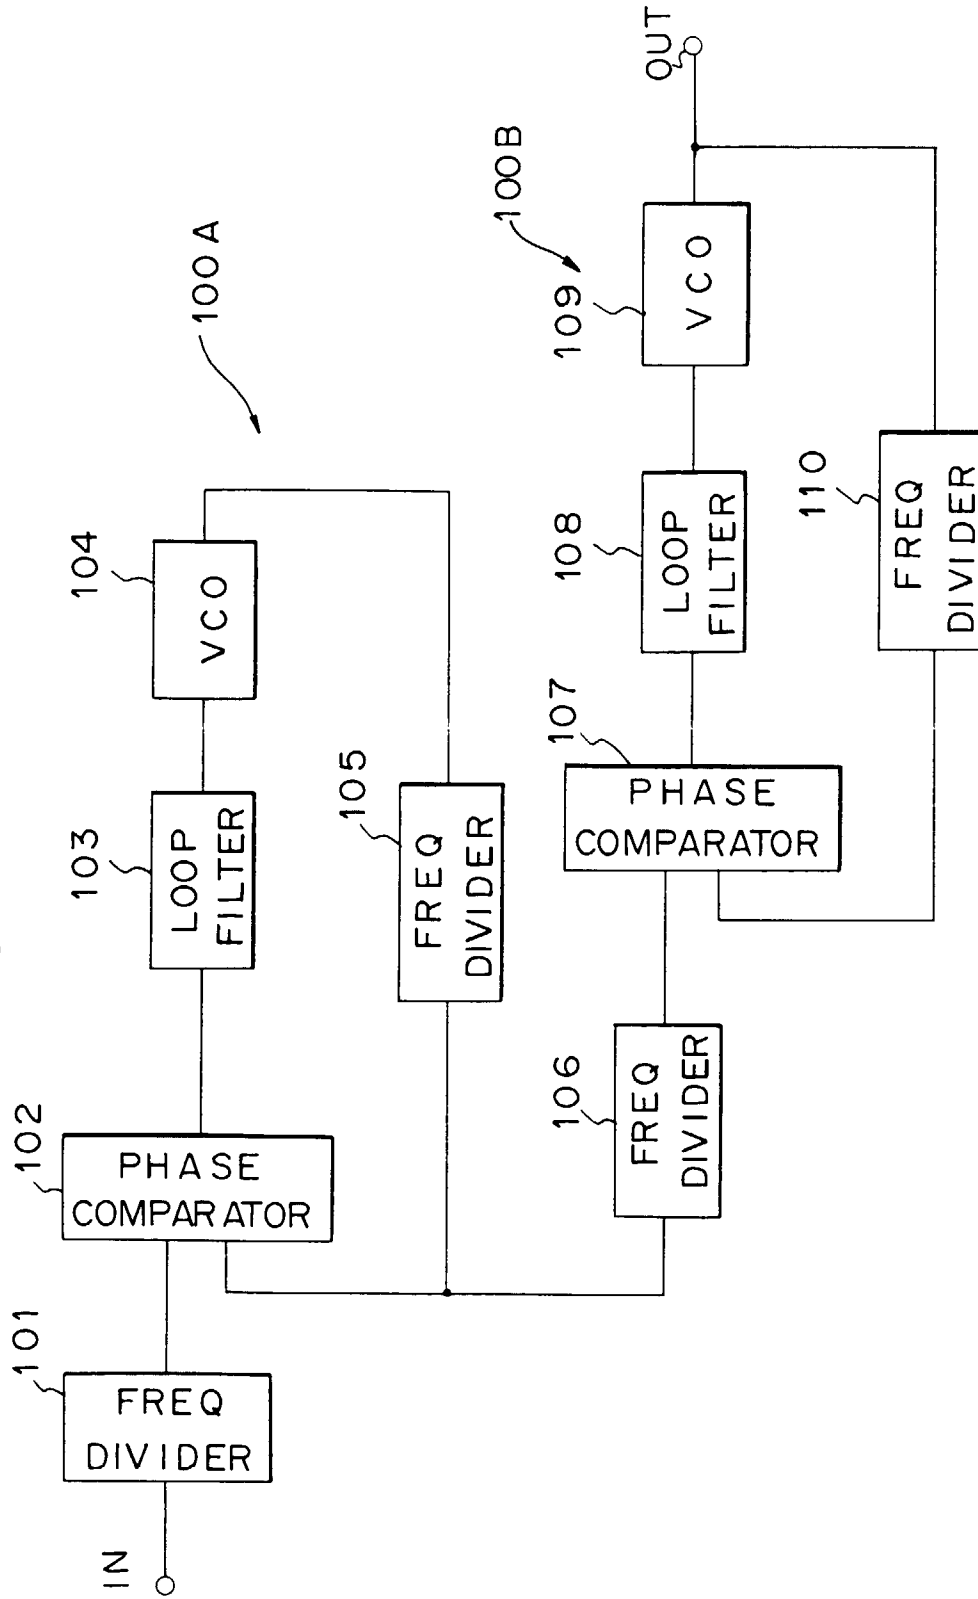 IN
101
FREQ
DIVIDER
102
PHASE
COMPARATOR
103
LOOP
FILTER
104
VCO
100A
105
FREQ
DIVIDER
106
FREQ
DIVIDER
107
PHASE
COMPARATOR
108
LOOP
FILTER
109
VCO
100B
OUT
110
FREQ
DIVIDER